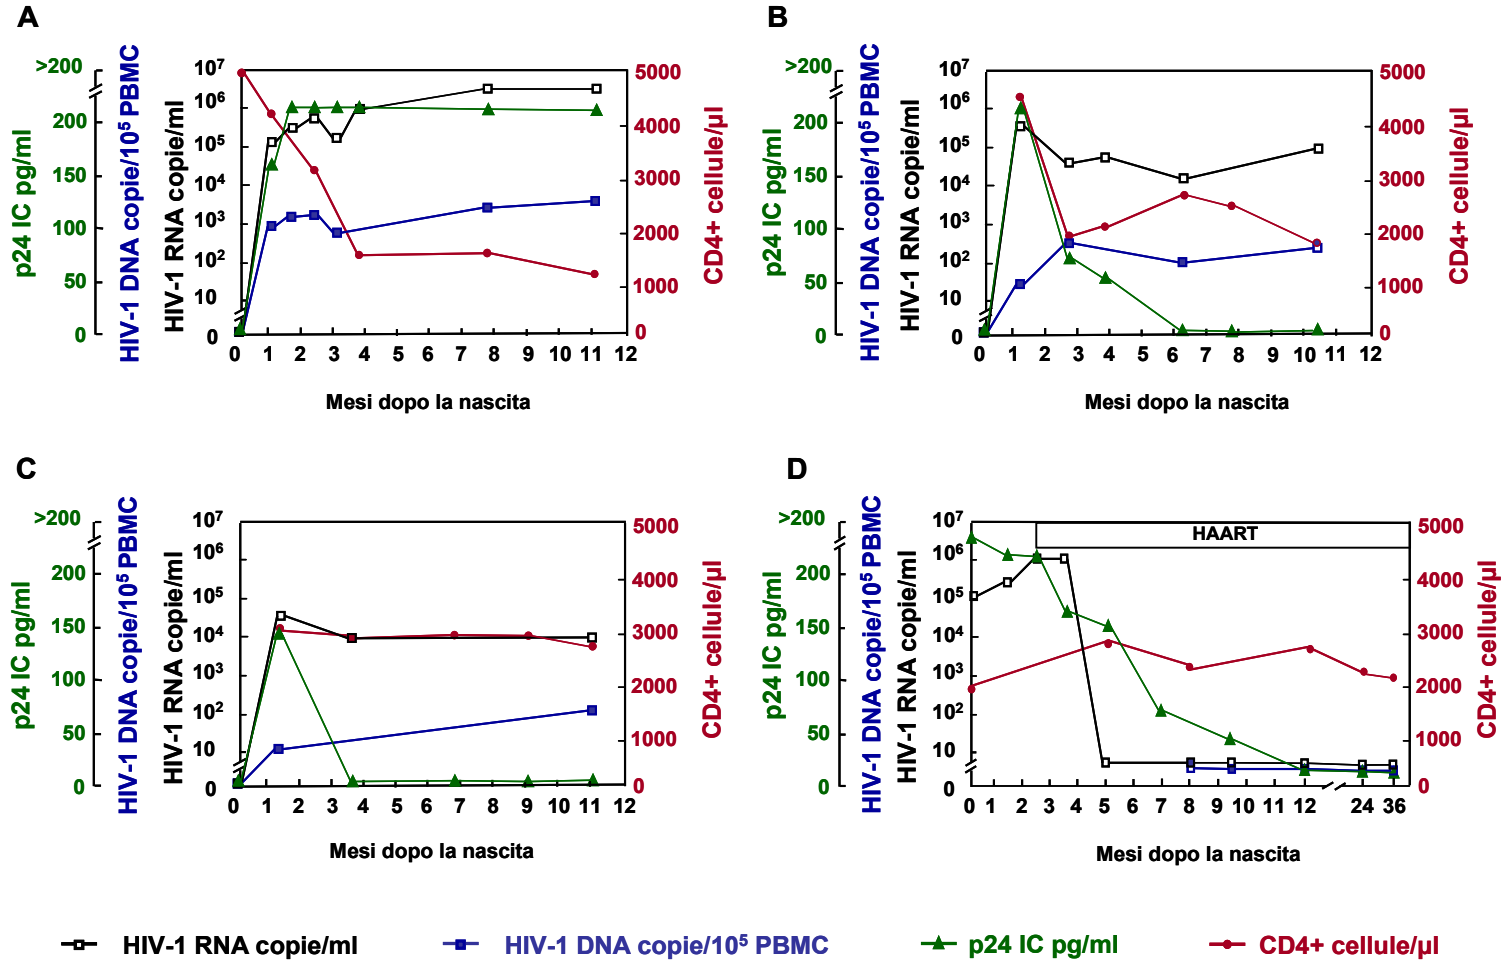 A
>200
200
150
100
50
0
p24 IC pg/ml
HIV-1 DNA copie/10⁵ PBMC
HIV-1 RNA copie/ml
10⁷
10⁶
10⁵
10⁴
10³
10²
10
0
5000
4000
3000
2000
1000
0
CD4+ cellule/µl
0 1 2 3 4 5 6 7 8 9 10 11 12
Mesi dopo la nascita
B
>200
200
150
100
50
0
p24 IC pg/ml
HIV-1 DNA copie/10⁵ PBMC
HIV-1 RNA copie/ml
10⁷
10⁶
10⁵
10⁴
10³
10²
10
0
5000
4000
3000
2000
1000
0
CD4+ cellule/µl
0 1 2 3 4 5 6 7 8 9 10 11 12
Mesi dopo la nascita
C
>200
200
150
100
50
0
p24 IC pg/ml
HIV-1 DNA copie/10⁵ PBMC
HIV-1 RNA copie/ml
10⁷
10⁶
10⁵
10⁴
10³
10²
10
0
5000
4000
3000
2000
1000
0
CD4+ cellule/µl
0 1 2 3 4 5 6 7 8 9 10 11 12
Mesi dopo la nascita
D
>200
200
150
100
50
0
p24 IC pg/ml
HIV-1 DNA copie/10⁵ PBMC
HIV-1 RNA copie/ml
10⁷
10⁶
10⁵
10⁴
10³
10²
10
0
HAART
5000
4000
3000
2000
1000
0
CD4+ cellule/µl
0 1 2 3 4 5 6 7 8 9 10 11 12 24 36
Mesi dopo la nascita
HIV-1 RNA copie/ml HIV-1 DNA copie/10⁵ PBMC p24 IC pg/ml CD4+ cellule/µl